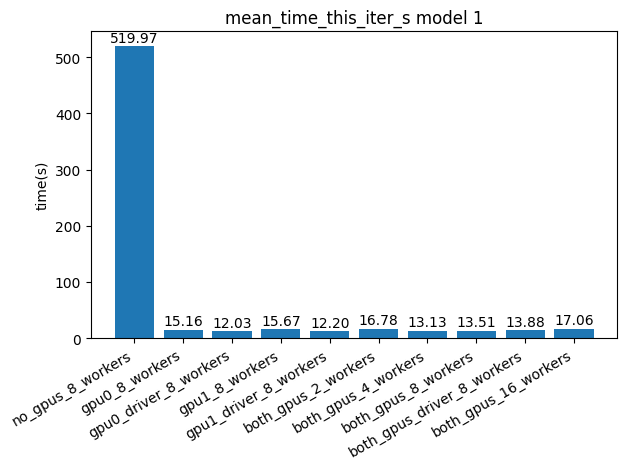 mean_time_this_iter_s model 1
time(s)
500
400
300
200
100
0
519.97
15.16
12.03
15.67
12.20
16.78
13.13
13.51
13.88
17.06
no_gpus_8_workers
gpu0_8_workers
gpu0_driver_8_workers
gpu1_8_workers
gpu1_driver_8_workers
both_gpus_2_workers
both_gpus_4_workers
both_gpus_8_workers
both_gpus_driver_8_workers
both_gpus_16_workers